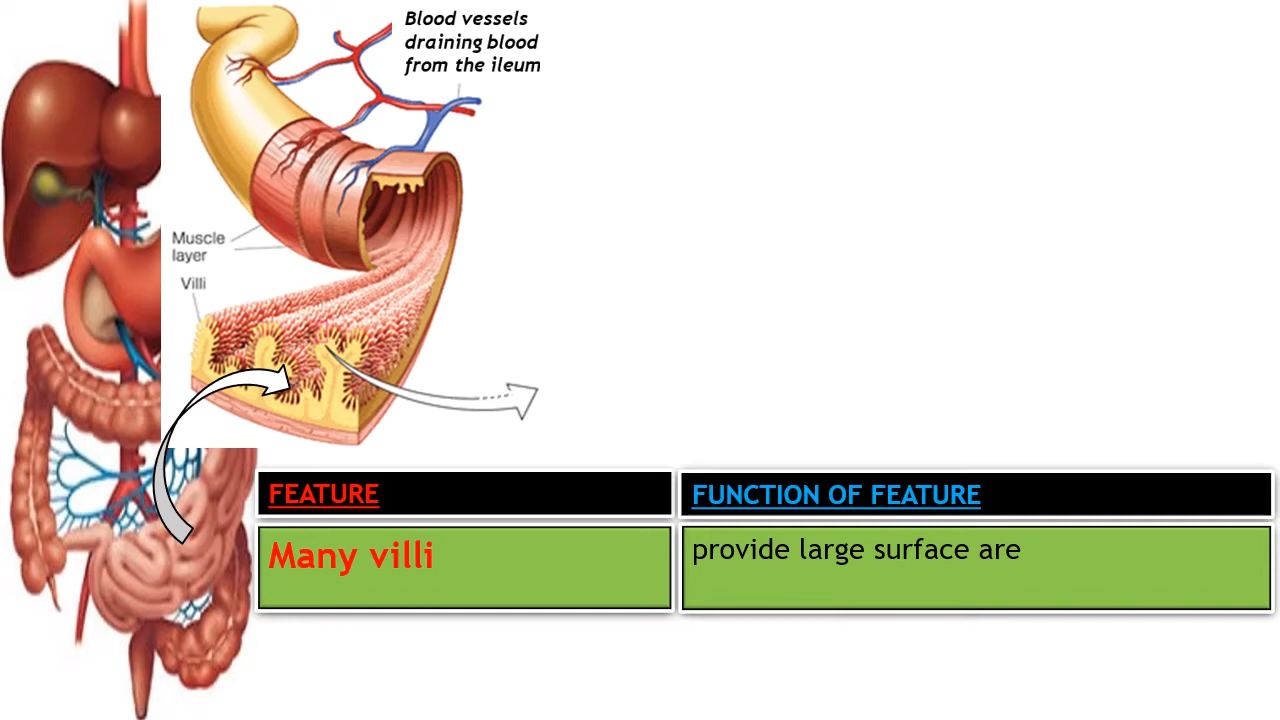 Blood vessels
draining blood
from the ileum
Muscle
layer
Villi
FEATURE
FUNCTION OF FEATURE
Many villi
provide large surface are